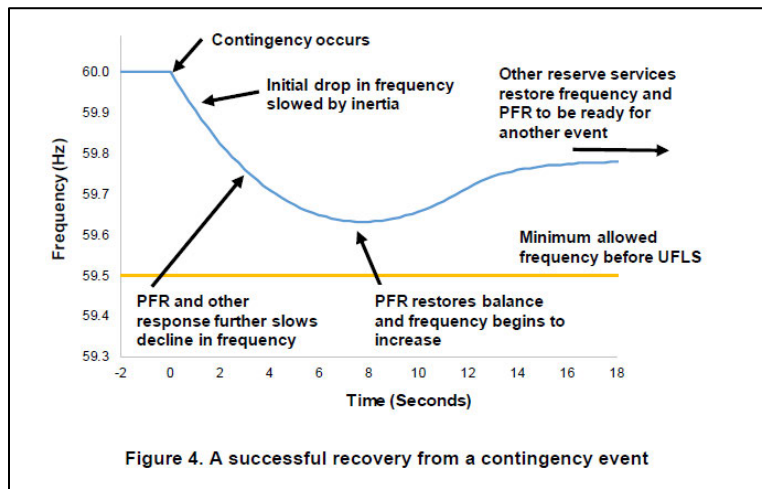 Contingency occurs
Initial drop in frequency
slowed by inertia
Other reserve services
restore frequency and
PFR to be ready for
another event
Minimum allowed
frequency before UFLS
PFR and other
response further slows
decline in frequency
PFR restores balance
and frequency begins to
increase
Frequency (Hz)
60.0
59.9
59.8
59.7
59.6
59.5
59.4
59.3
-2 0 2 4 6 8 10 12 14 16 18
Time (Seconds)
Figure 4. A successful recovery from a contingency event